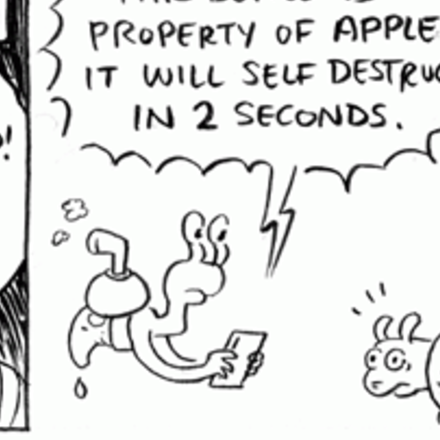 PROPERTY OF APPLE
IT WILL SELF DESTRUC
IN 2 SECONDS.
!